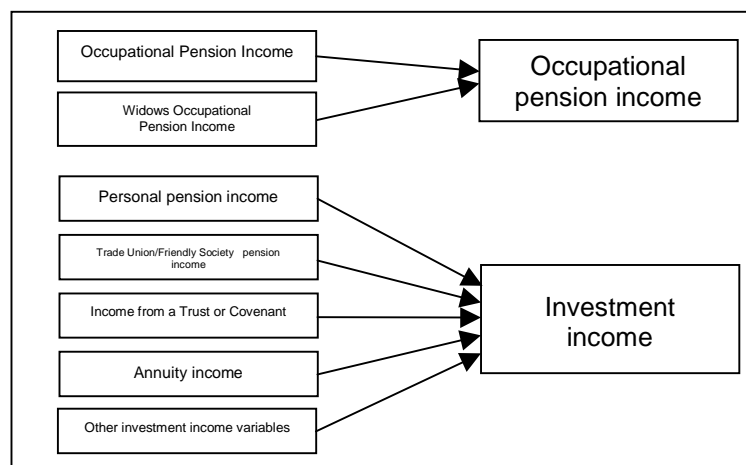 Occupational Pension Income
Widows Occupational
Pension Income
Occupational
pension income
Personal pension income
Trade Union/Friendly Society pension
income
Income from a Trust or Covenant
Annuity income
Other investment income variables
Investment
income